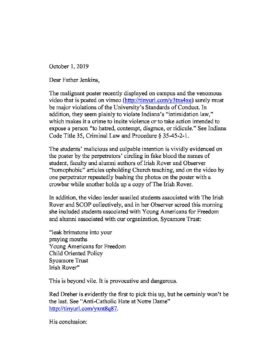 October 1, 2019
Dear Father Jenkins,
The malignant poster recently displayed on campus and the venomous
video that is posted on vimeo (http://tinyurl.com/y3tna4ns) surely must
be major violations of the University's Standards of Conduct. In
addition, they seem plainly to violate Indiana's "intimidation law,"
which makes it a crime to incite violence or to take action intended to
expose a person "to hatred, contempt, disgrace, or ridicule." See Indiana
Code Title 35, Criminal Law and Procedure § 35-45-2-1.
The students' malicious and culpable intention is vividly evidenced on
the poster by the perpetrators' circling in fake blood the names of
student, faculty and alumni authors of Irish Rover and Observer
"homophobic" articles upholding Church teaching, and on the video by
one perpetrator repeatedly bashing the photos on the poster with a
crowbar while another holds up a copy of The Irish Rover.
In addition, the video leader assailed students associated with The Irish
Rover and SCOP collectively, and in her Observer screed this morning
she included students associated with Young Americans for Freedom
and alumni associated with our organization, Sycamore Trust:
"leak brimstone into your
praying mouths
Young Americans for Freedom
Child Oriented Policy
Sycamore Trust
Irish Rover"
This is beyond vile. It is provocative and dangerous.
Rod Dreher is evidently the first to pick this up, but he certainly won't be
the last. See "Anti-Catholic Hate at Notre Dame"
http://tinyurl.com/yxnt8q87.
His conclusion: